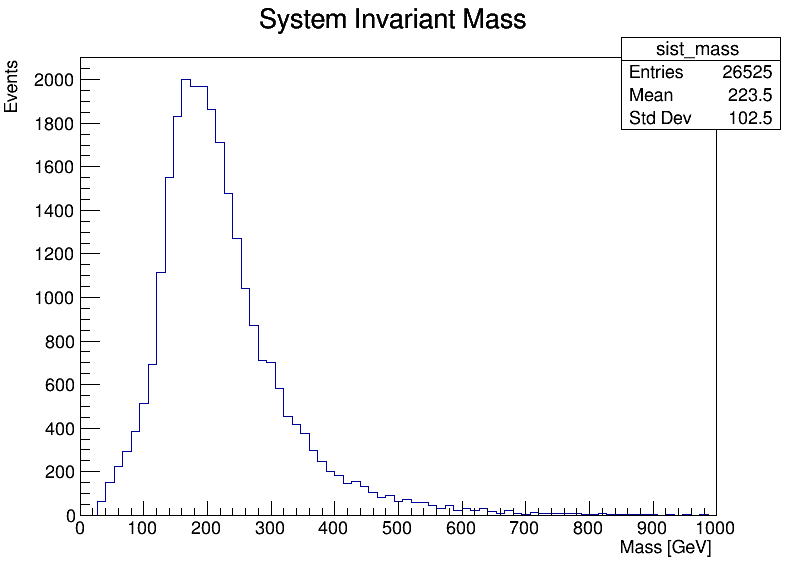 System Invariant Mass
sist_mass
Entries 26525
Mean 223.5
Std Dev 102.5
Events
2000
1800
1600
1400
1200
1000
800
600
400
200
0
0 100 200 300 400 500 600 700 800 900 1000
Mass [GeV]